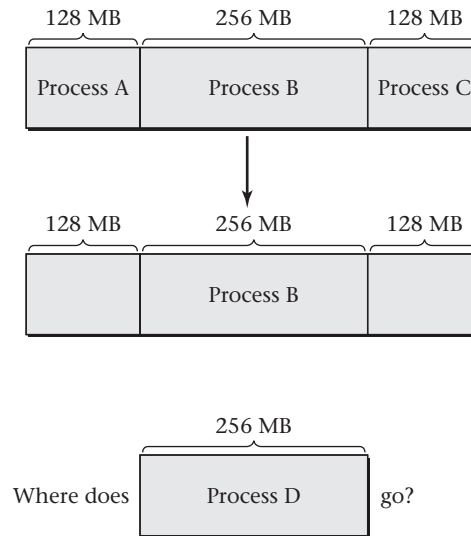 128 MB 256 MB 128 MB
Process A Process B Process C
128 MB 256 MB 128 MB
Process B
256 MB
Where does Process D go?